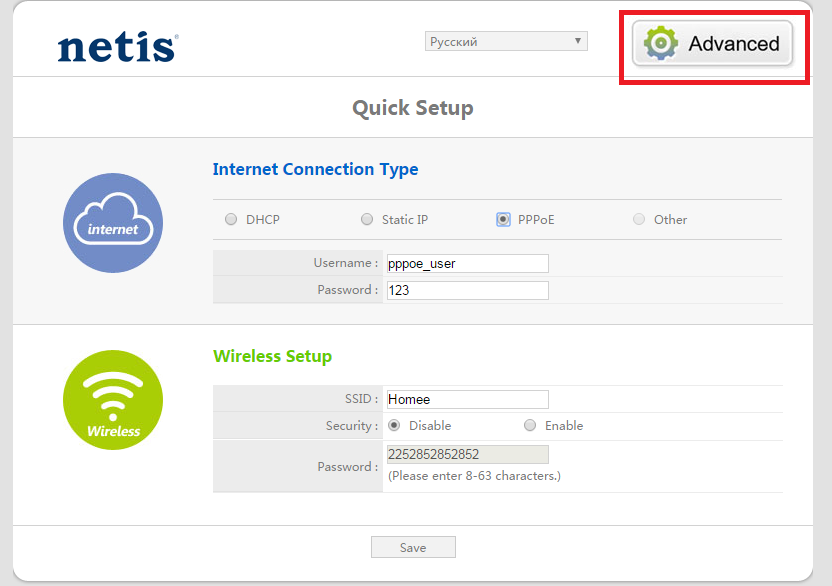 netis
Русский
Advanced
Quick Setup
Internet Connection Type
internet
DHCP Static IP PPPoE Other
Username : pppoe_user
Password : 123
Wireless Setup
Wireless
SSID : Homee
Security : Disable Enable
Password : 2252852852852
(Please enter 8-63 characters.)
Save